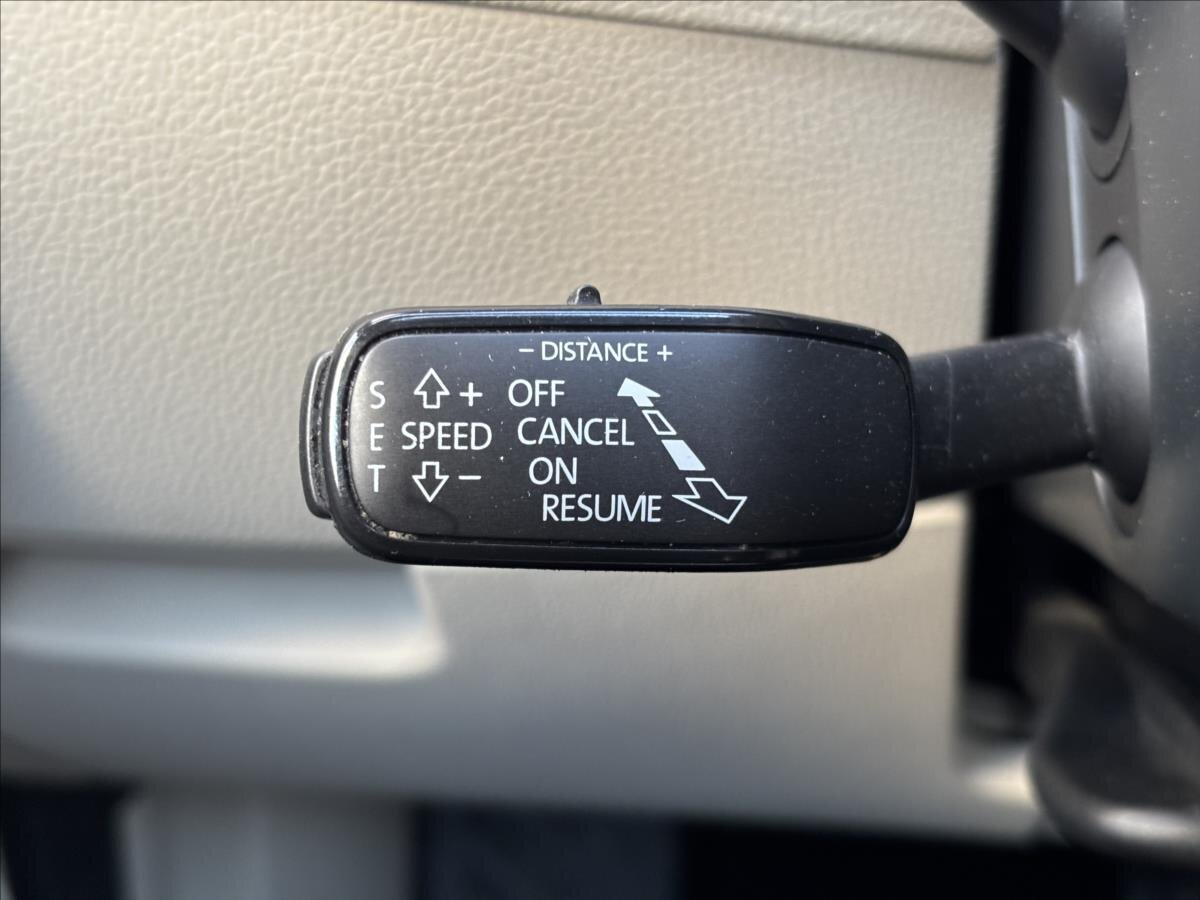 − DISTANCE +
S + OFF
E SPEED CANCEL
T − ON
RESUME